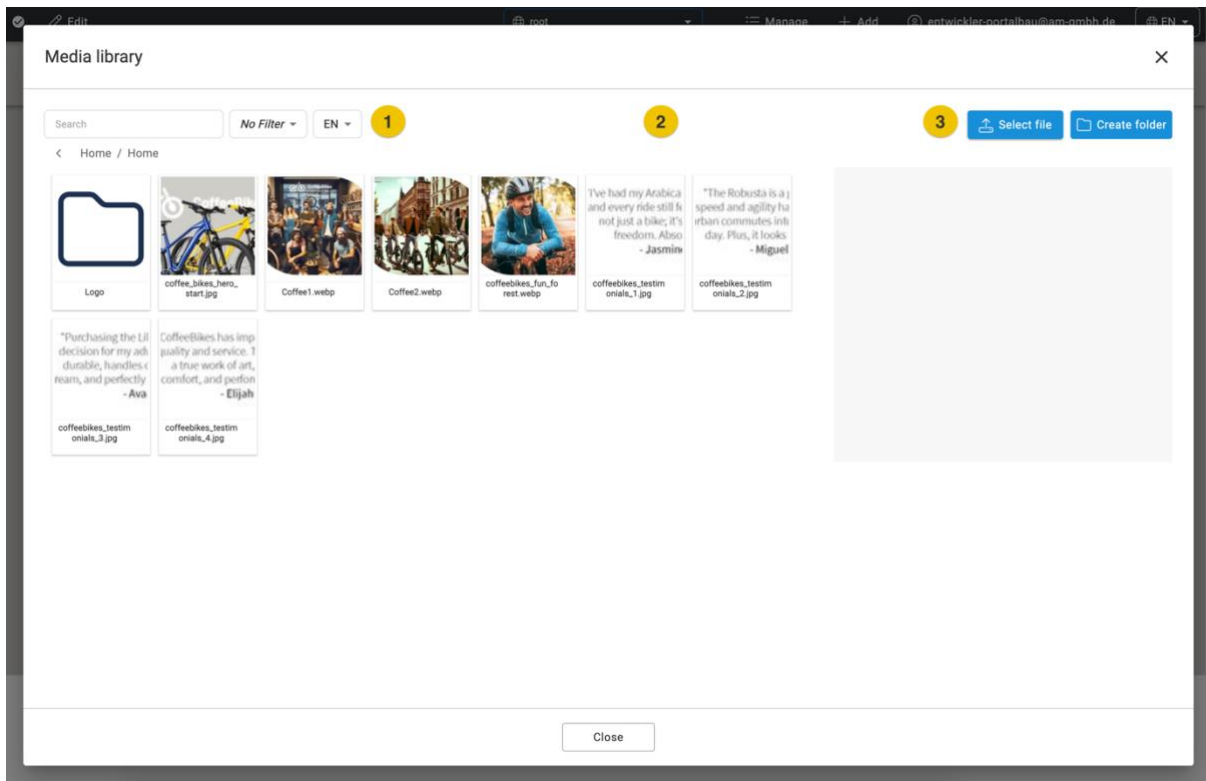 Edit
root
Manage
Add
entwickler-portalbau@am-gmbh.de
EN
Media library
Search
No Filter
EN
1
2
3
Select file
Create folder
< Home / Home
CoffeeBik
Logo
coffee_bikes_hero_
start.jpg
Coffee1.webp
Coffee2.webp
coffeebikes_fun_fo
rest.webp
"I've had my Arabica
and every ride still fe
not just a bike; it's
freedom. Abso
- Jasmine
coffeebikes_testim
onials_1.jpg
"The Robusta is a
speed and agility ha
urban commutes int
day. Plus, it looks
- Miguel
coffeebikes_testim
onials_2.jpg
"Purchasing the Lil
decision for my adv
durable, handles
ream, and perfectly
- Ava
coffeebikes_testim
onials_3.jpg
CoffeeBikes has imp
quality and service. T
a true work of art,
comfort, and perfor
- Elijah
coffeebikes_testim
onials_4.jpg
Close